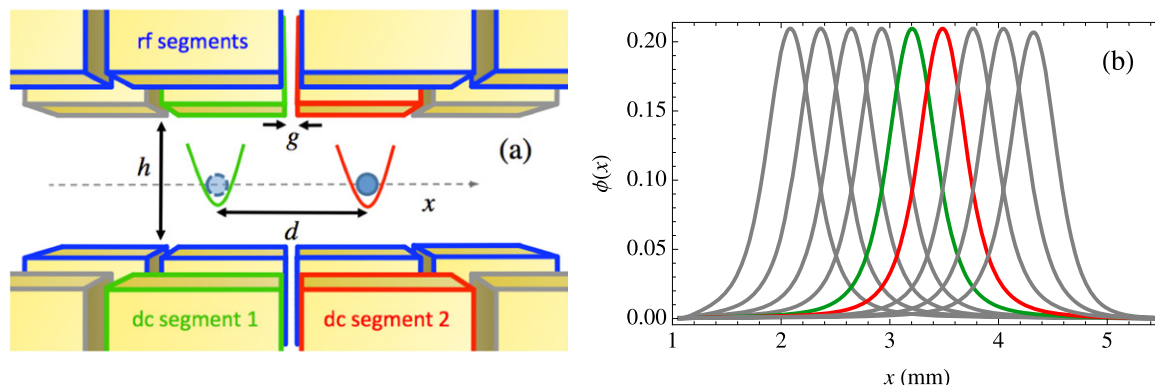 rf segments
(a)
g
h
x
d
dc segment 1
dc segment 2
(b)
ϕ(x)
0.20
0.15
0.10
0.05
0.00
1
2
3
4
5
x (mm)